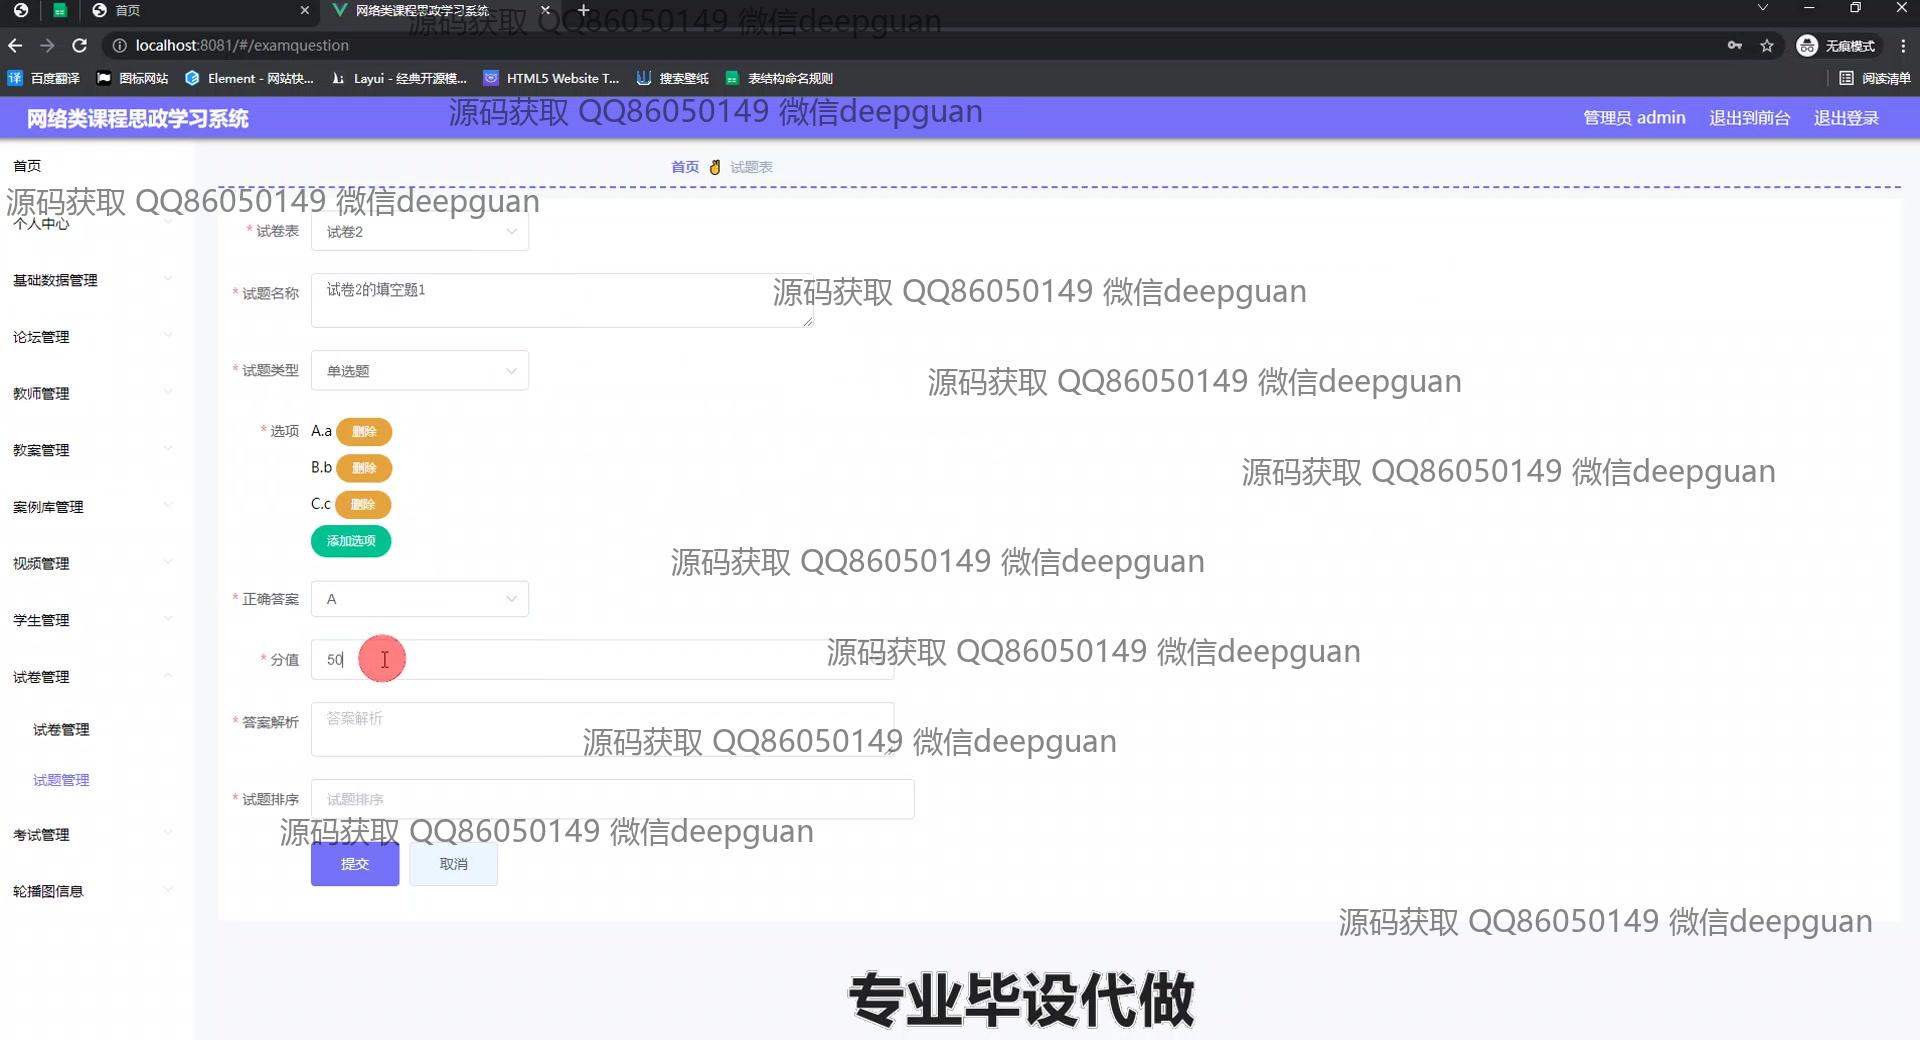 首页
网络类课程思政学习系统
源码获取 QQ86050149 微信deepguan
localhost:8081/#/examquestion
无痕模式
百度翻译
图标网站
Element - 网站快...
Layui - 经典开源模...
HTML5 Website T...
搜索壁纸
表结构命名规则
阅读清单
网络类课程思政学习系统
源码获取 QQ86050149 微信deepguan
管理员 admin
退出到前台
退出登录
首页
首页
试题表
源码获取 QQ86050149 微信deepguan
个人中心
*试卷表
试卷2
基础数据管理
*试题名称
试卷2的填空题1
源码获取 QQ86050149 微信deepguan
论坛管理
*试题类型
单选题
源码获取 QQ86050149 微信deepguan
教师管理
*选项
A.a 删除
教案管理
B.b 删除
源码获取 QQ86050149 微信deepguan
案例库管理
C.c 删除
添加选项
视频管理
源码获取 QQ86050149 微信deepguan
*正确答案
A
学生管理
*分值
50
源码获取 QQ86050149 微信deepguan
试卷管理
*答案解析
答案解析
试卷管理
源码获取 QQ86050149 微信deepguan
试题管理
*试题排序
试题排序
考试管理
源码获取 QQ86050149 微信deepguan
提交
取消
轮播图信息
源码获取 QQ86050149 微信deepguan
专业毕设代做